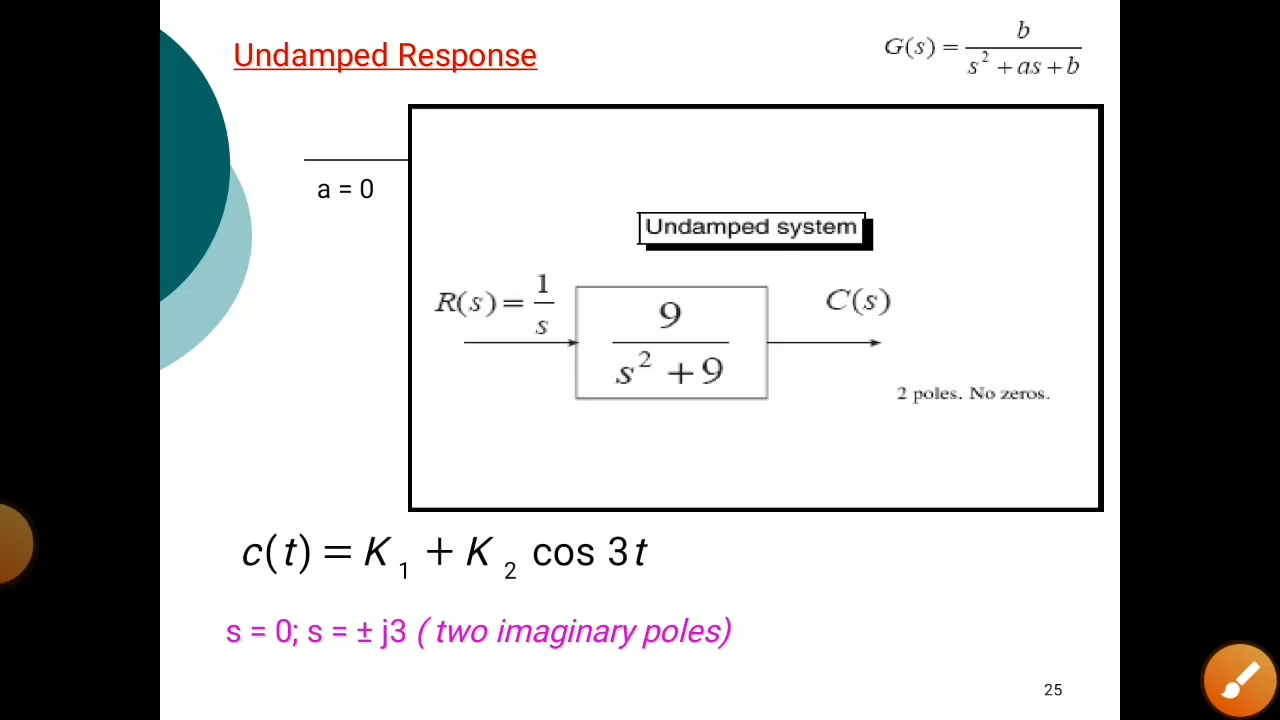 Undamped Response
G(s) = b / s² + as + b
a = 0
Undamped system
R(s) = 1 / s
9 / s² + 9
C(s)
2 poles. No zeros.
c(t) = K₁ + K₂ cos 3t
s = 0; s = ± j3 ( two imaginary poles)
25